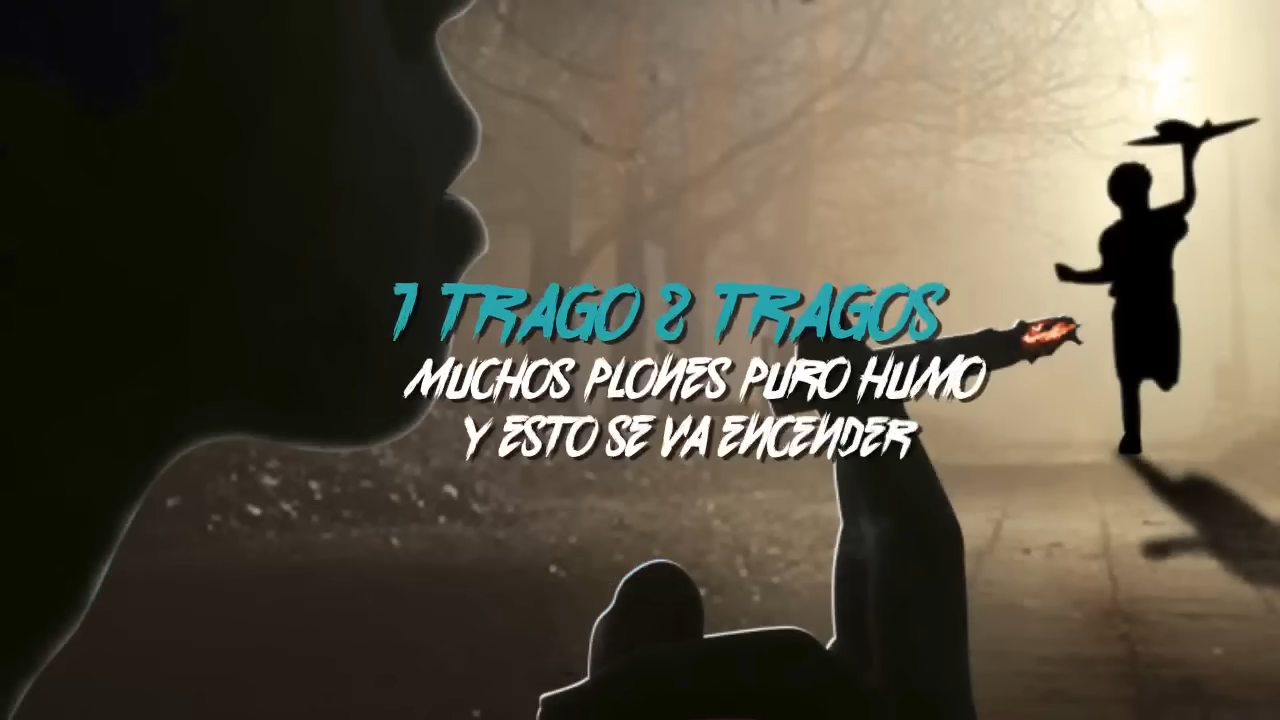 1 TRAGO 2 TRAGOS
MUCHOS PLONES PURO HUMO
Y ESTO SE VA ENCENDER